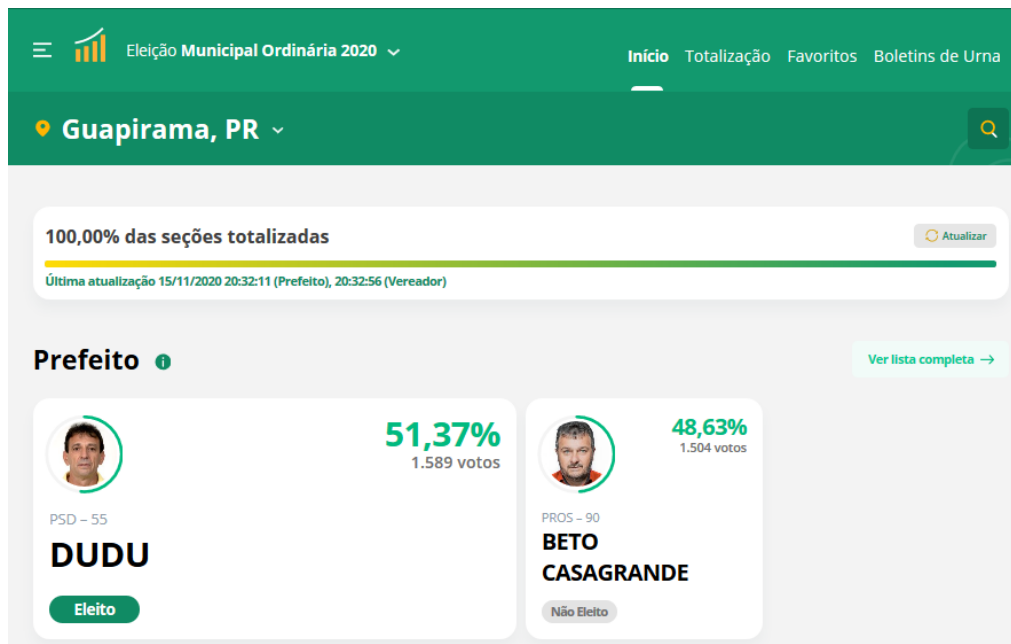 Eleição Municipal Ordinária 2020
Início Totalização Favoritos Boletins de Urna
Guapirama, PR
100,00% das seções totalizadas
Atualizar
Última atualização 15/11/2020 20:32:11 (Prefeito), 20:32:56 (Vereador)
Prefeito
Ver lista completa →
51,37%
1.589 votos
PSD – 55
DUDU
Eleito
48,63%
1.504 votos
PROS – 90
BETO
CASAGRANDE
Não Eleito